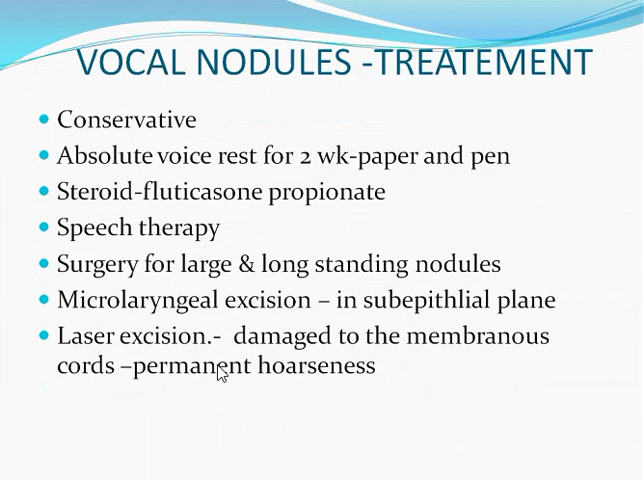 VOCAL NODULES -TREATEMENT
Conservative
Absolute voice rest for 2 wk-paper and pen
Steroid-fluticasone propionate
Speech therapy
Surgery for large & long standing nodules
Microlaryngeal excision – in subepithlial plane
Laser excision.- damaged to the membranous
cords –permanent hoarseness